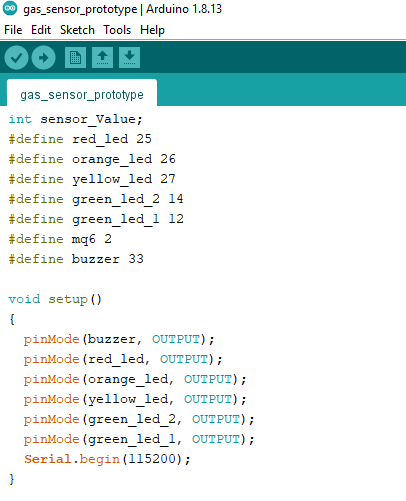 gas_sensor_prototype | Arduino 1.8.13
File Edit Sketch Tools Help
gas_sensor_prototype
int sensor_Value;
#define red_led 25
#define orange_led 26
#define yellow_led 27
#define green_led_2 14
#define green_led_1 12
#define mq6 2
#define buzzer 33
void setup()
{
  pinMode(buzzer, OUTPUT);
  pinMode(red_led, OUTPUT);
  pinMode(orange_led, OUTPUT);
  pinMode(yellow_led, OUTPUT);
  pinMode(green_led_2, OUTPUT);
  pinMode(green_led_1, OUTPUT);
  Serial.begin(115200);
}